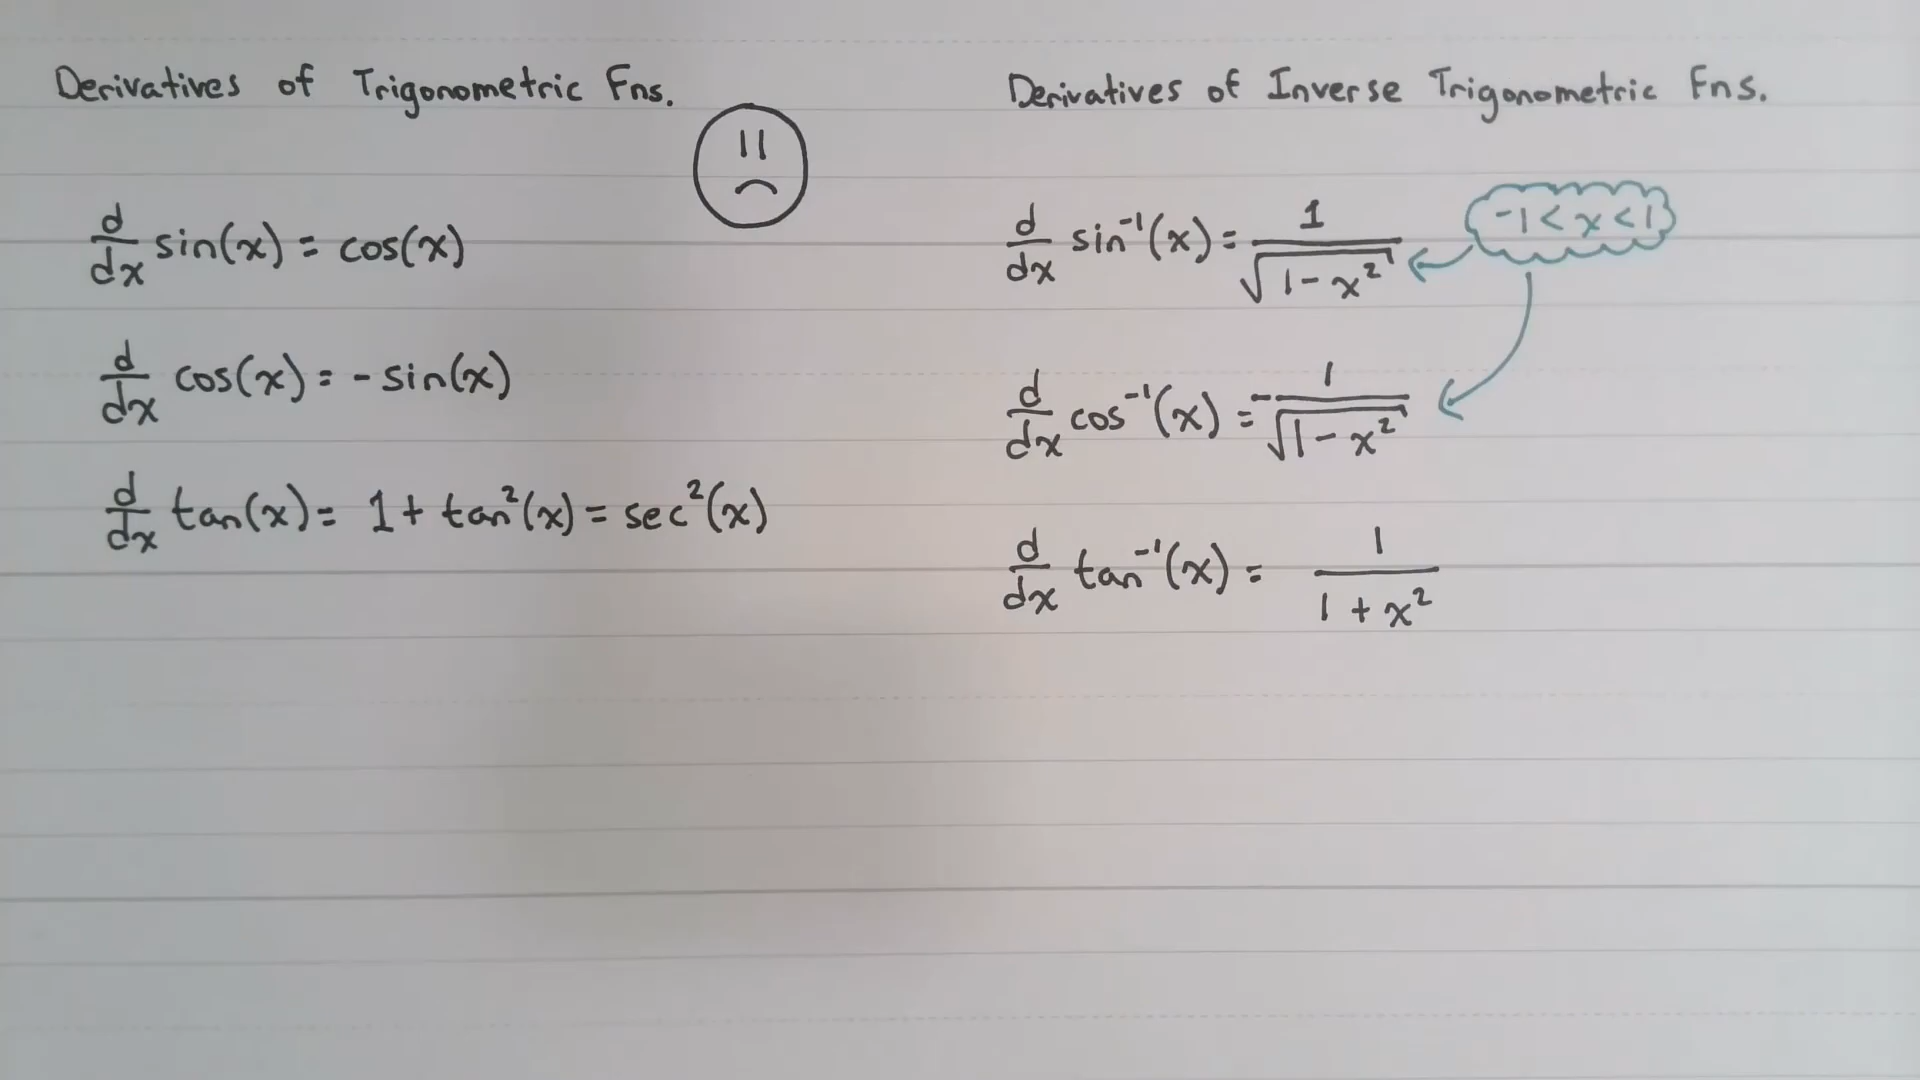 Derivatives of Trigonometric Fns.
d/dx sin(x) = cos(x)
d/dx cos(x) = -sin(x)
d/dx tan(x) = 1 + tan²(x) = sec²(x)
Derivatives of Inverse Trigonometric Fns.
d/dx sin⁻¹(x) = 1/√(1-x²)
-1 < x < 1
d/dx cos⁻¹(x) = -1/√(1-x²)
d/dx tan⁻¹(x) = 1/(1+x²)